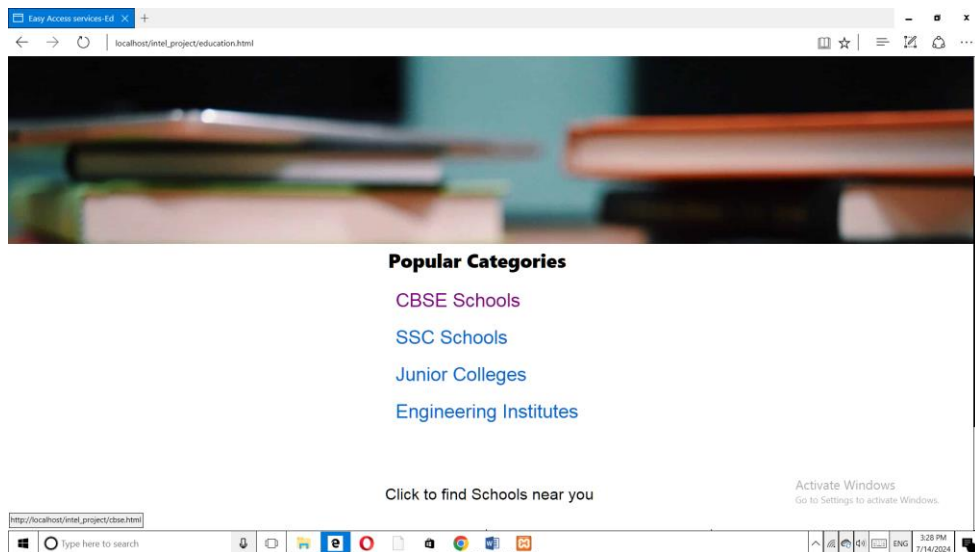 Easy Access services-Ed
localhost/intel_project/education.html
Popular Categories
CBSE Schools
SSC Schools
Junior Colleges
Engineering Institutes
Click to find Schools near you
Activate Windows
Go to Settings to activate Windows.
http://localhost/intel_project/cbse.html
Type here to search
ENG
3:28 PM
7/14/2024